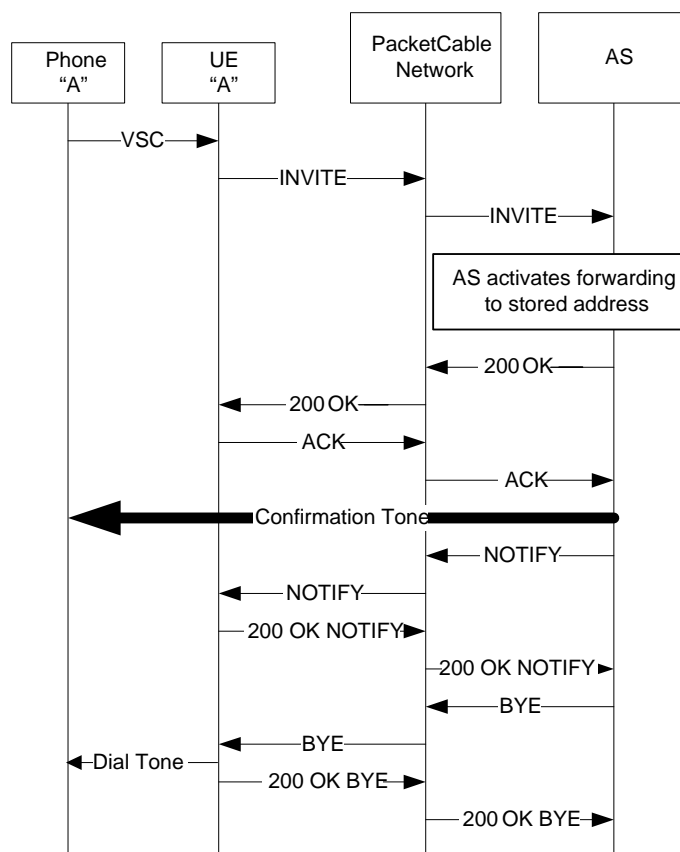 Phone
“A”
UE
“A”
PacketCable
Network
AS
VSC
INVITE
INVITE
AS activates forwarding
to stored address
200 OK
200 OK
ACK
ACK
Confirmation Tone
NOTIFY
NOTIFY
200 OK NOTIFY
200 OK NOTIFY
BYE
BYE
Dial Tone
200 OK BYE
200 OK BYE